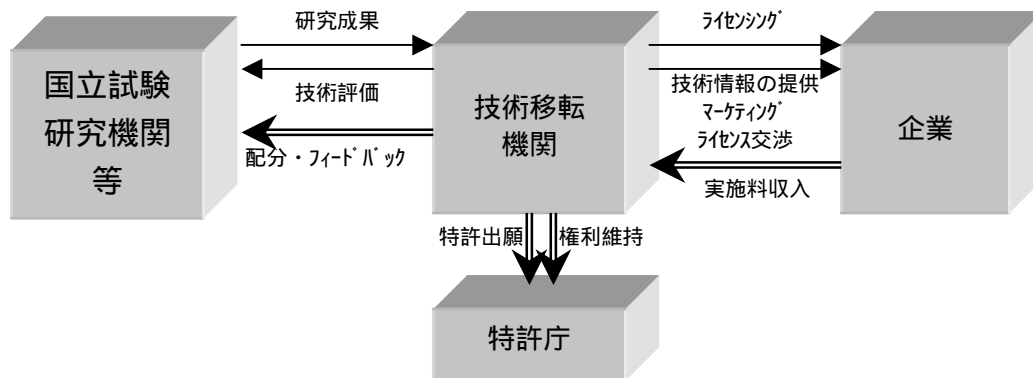 国立試験
研究機関
等
研究成果
技術評価
配分・ﾌｨｰﾄﾞﾊﾞｯｸ
技術移転
機関
ﾗｲｾﾝｼﾝｸﾞ
技術情報の提供
ﾏｰｹﾃｨﾝｸﾞ
ﾗｲｾﾝｽ交渉
実施料収入
企業
特許出願
権利維持
特許庁